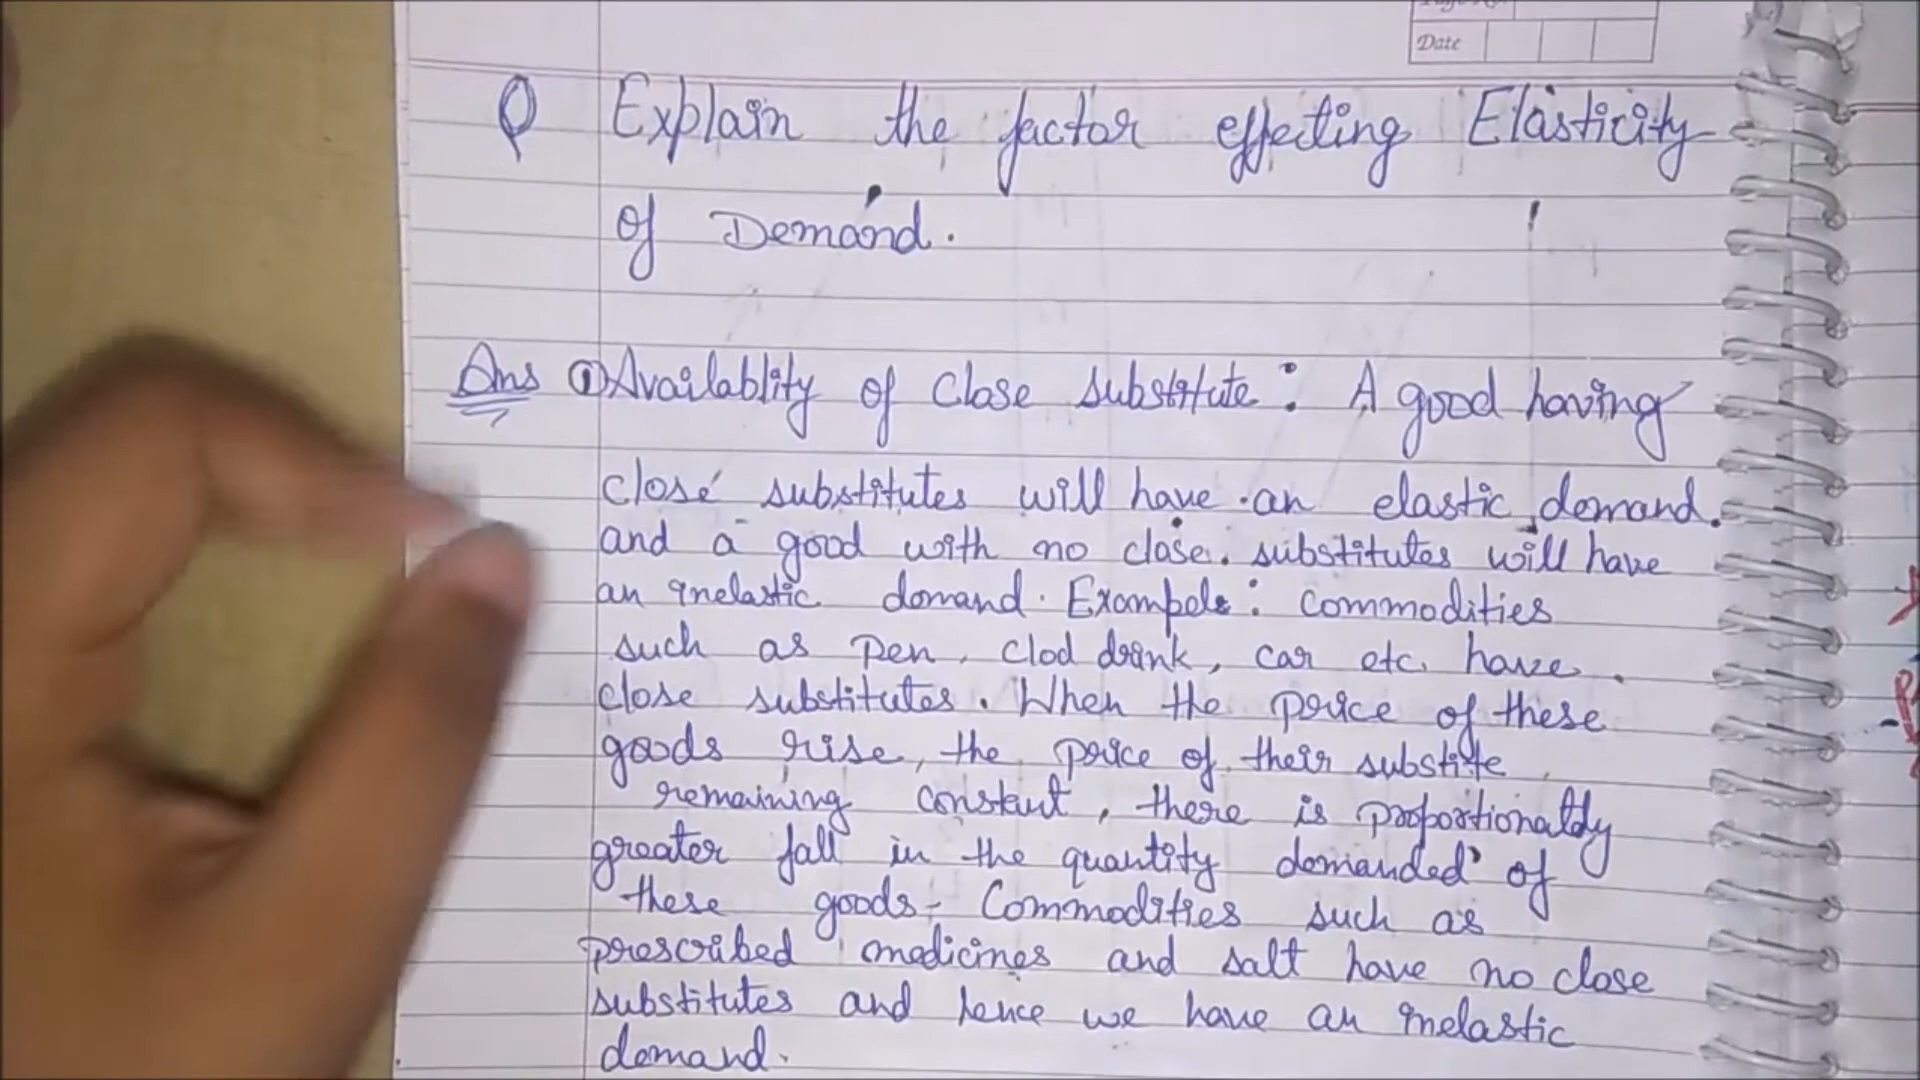 Date
Q Explain the factor effecting Elasticity
of Demand.
Ans ① Availablity of Close Substitute : A good having
close substitutes will have an elastic demand.
and a good with no close substitutes will have
an inelastic demand. Exampel : Commodities
such as Pen, Clod drink, car etc. have
close substitutes. When the price of these
goods rise, the price of their substite
remaining constant, there is proportionaldy
greater fall in the quantity demanded of
these goods- Commodities such as
prescribed medicines and salt have no close
substitutes and hence we have an inelastic
demand.